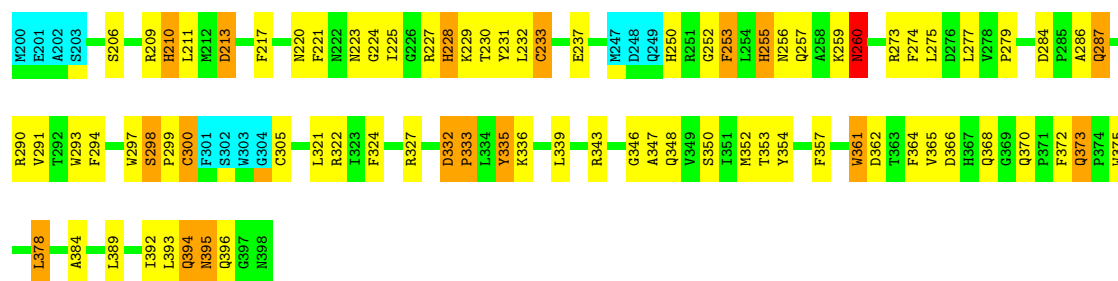 M200 E201 A202 S203 S206 R209 H210 L211 M212 D213 F217 N220 F221 N222 N223 G224 I225 G226 R227 H228 K229 T230 Y231 L232 C233 E237 M247 D248 Q249 H250 R251 G252 F253 L254 H255 N256 Q257 A258 K259 N260 R273 F274 L275 D276 L277 V278 P279 D284 P285 A286 Q287
R290 V291 T292 W293 F294 W297 S298 P299 C300 F301 S302 W303 G304 C305 L321 R322 I323 F324 R327 D332 P333 L334 Y335 K336 L339 R343 G346 A347 Q348 V349 S350 I351 M352 T353 Y354 F357 W361 D362 T363 F364 V365 D366 H367 Q368 G369 Q370 P371 F372 Q373 P374 W375
L378 A384 L389 I392 L393 Q394 N395 Q396 G397 N398